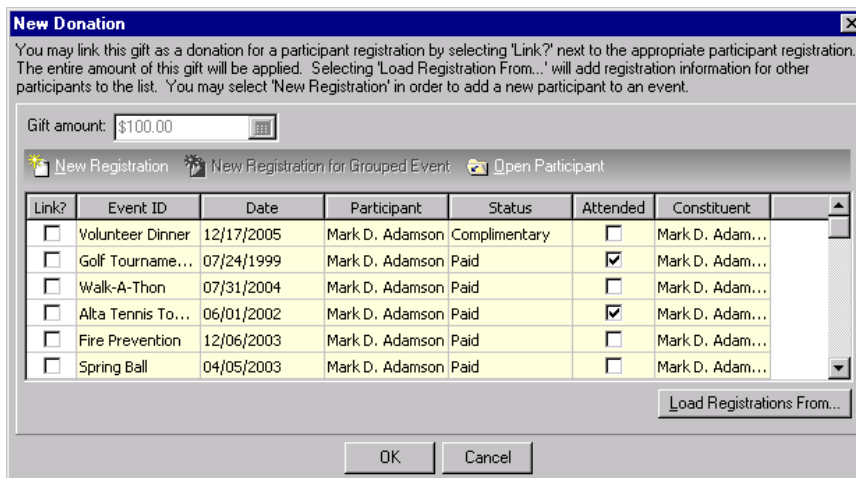 New Donation
You may link this gift as a donation for a participant registration by selecting 'Link?' next to the appropriate participant registration.
The entire amount of this gift will be applied. Selecting 'Load Registration From...' will add registration information for other
participants to the list. You may select 'New Registration' in order to add a new participant to an event.
Gift amount: $100.00
New Registration New Registration for Grouped Event Open Participant
Link? Event ID Date Participant Status Attended Constituent
Volunteer Dinner 12/17/2005 Mark D. Adamson Complimentary Mark D. Adam...
Golf Tourname... 07/24/1999 Mark D. Adamson Paid Mark D. Adam...
Walk-A-Thon 07/31/2004 Mark D. Adamson Paid Mark D. Adam...
Alta Tennis To... 06/01/2002 Mark D. Adamson Paid Mark D. Adam...
Fire Prevention 12/06/2003 Mark D. Adamson Paid Mark D. Adam...
Spring Ball 04/05/2003 Mark D. Adamson Paid Mark D. Adam...
Load Registrations From...
OK Cancel